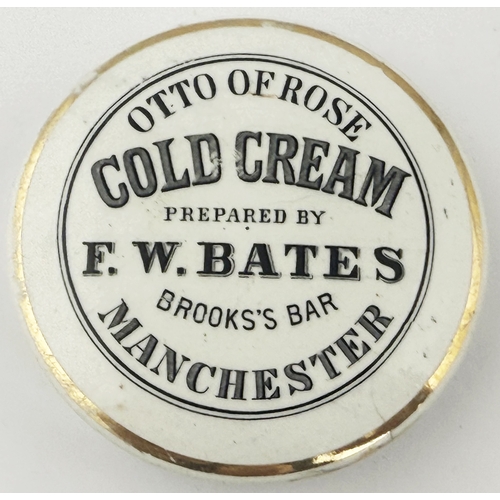 OTTO OF ROSE
COLD CREAM
PREPARED BY
F. W. BATES
BROOKS'S BAR
MANCHESTER